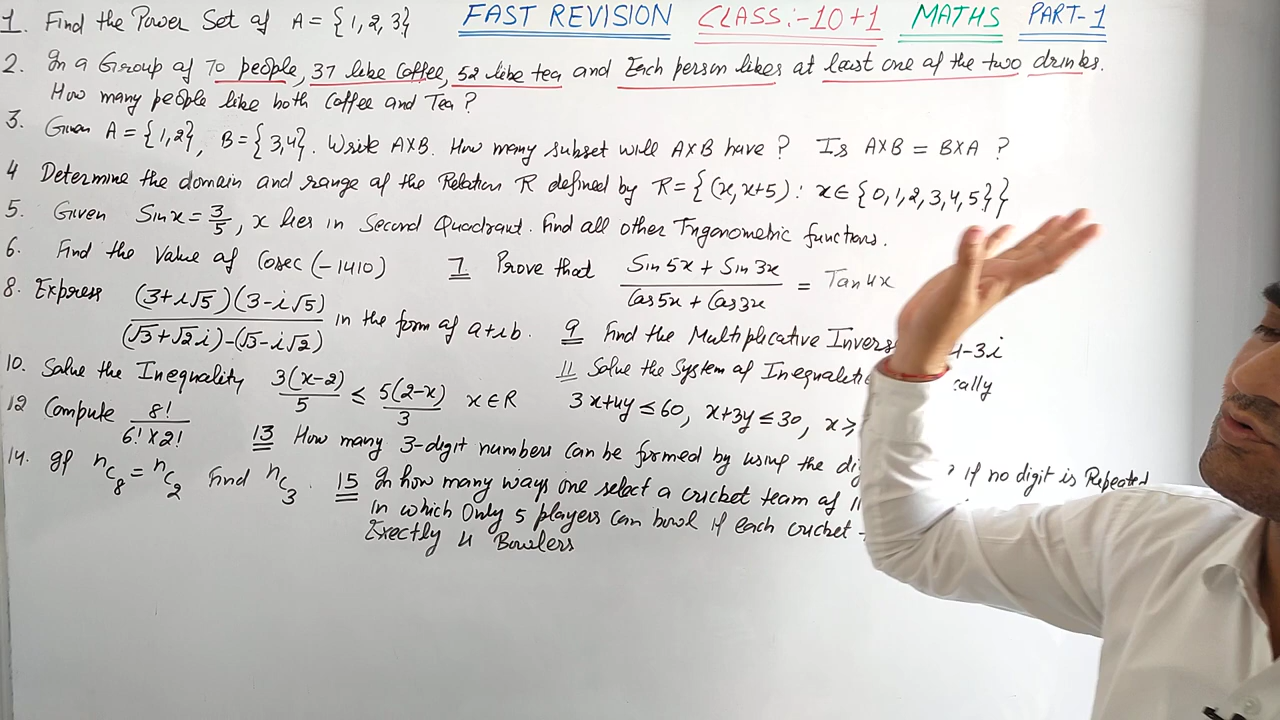 FAST REVISION CLASS:-10+1 MATHS PART-1
1. Find the Power Set of A = {1, 2, 3}
2. In a Group of 70 people, 37 like Coffee, 52 like tea and Each person likes at least one of the two drinks.
How many people like both Coffee and Tea ?
3. Given A = {1,2}, B = {3,4}. Write A×B. How many subset will A×B have ? Is A×B = B×A ?
4 Determine the domain and range of the Relation R defined by R = {(x, x+5) : x ∈ {0,1,2,3,4,5}}
5. Given Sin x = 3/5, x lies in Second Quadrant. Find all other Trigonometric functions.
6. Find the Value of Cosec (-1410) 7 Prove that (Sin 5x + Sin 3x)/(Cos 5x + Cos 3x) = Tan 4x
8. Express (3+i√5)(3-i√5)/((√3+√2i)-(√3-i√2)) in the form of a+ib. 9 Find the Multiplicative -3i
10. Solve the Inequality 3(x-2)/5 ≤ 5(2-x)/3 x ∈ R 11 Solve the System of
3x+4y ≤ 60, x+3y ≤ 30, x ≥
12 Compute 8!/(6! × 2!) 13 How many 3-digit numbers can be formed by using the if no digit is Repeated
14. If ⁿC₈ = ⁿC₂ Find ⁿC₃. 15 In how many ways one select a cricket team of 11
in which Only 5 players can bowl if each cricket
Exectly 4 Bowlers